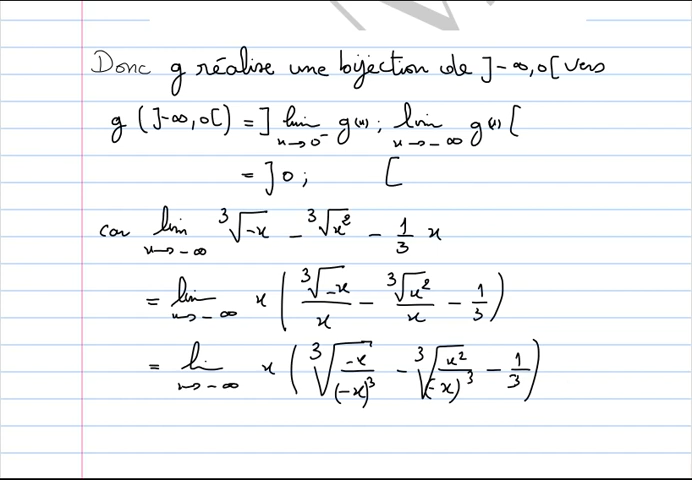 Donc g réalise une bijection de ]-∞,0[ vers
g (]-∞,0[) = ] lim_{x→0⁻} g(x) ; lim_{x→-∞} g(x) [
= ] 0 ; [
car lim_{x→-∞} ∛(-x) - ∛(x²) - 1/3 x
= lim_{x→-∞} x ( ∛(-x)/x - ∛(x²)/x - 1/3 )
= li_{x→-∞} x ( ∛(-x/(-x)³) - ∛(x²/(-x)³) - 1/3 )